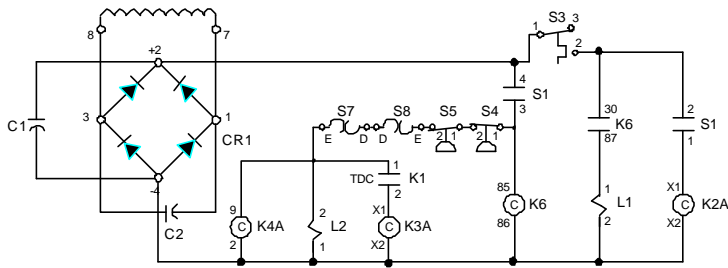 S3
3
1
2
8
7
+2
C1
3
1
CR1
-4
C2
4
S1
3
S7
S8
S5
S4
E
D
D
E
2
1
2
1
30
K6
87
2
S1
1
1
TDC
K1
2
9
K4A
C
2
2
L2
1
X1
C
K3A
X2
85
C
K6
86
1
L1
2
X1
C
K2A
X2